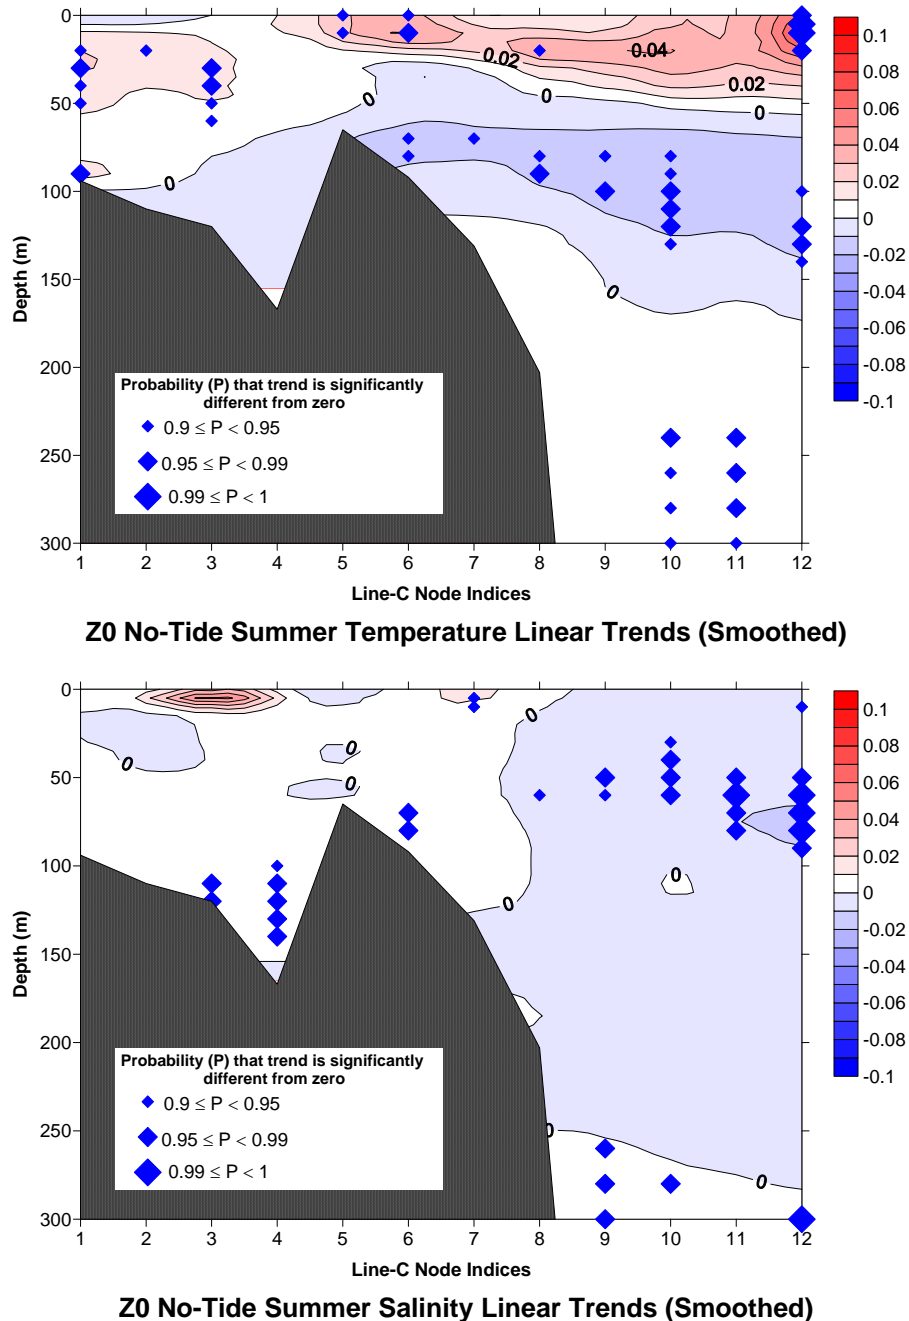 0
50
100
150
200
250
300
Depth (m)
0.02
0.04
0.02
0
0
0
0
0
0.1
0.08
0.06
0.04
0.02
0
-0.02
-0.04
-0.06
-0.08
-0.1
Probability (P) that trend is significantly
different from zero
0.9 ≤ P < 0.95
0.95 ≤ P < 0.99
0.99 ≤ P < 1
1 2 3 4 5 6 7 8 9 10 11 12
Line-C Node Indices
Z0 No-Tide Summer Temperature Linear Trends (Smoothed)
0
50
100
150
200
250
300
Depth (m)
0
0
0
0
0
0
0
0
0.1
0.08
0.06
0.04
0.02
0
-0.02
-0.04
-0.06
-0.08
-0.1
Probability (P) that trend is significantly
different from zero
0.9 ≤ P < 0.95
0.95 ≤ P < 0.99
0.99 ≤ P < 1
1 2 3 4 5 6 7 8 9 10 11 12
Line-C Node Indices
Z0 No-Tide Summer Salinity Linear Trends (Smoothed)